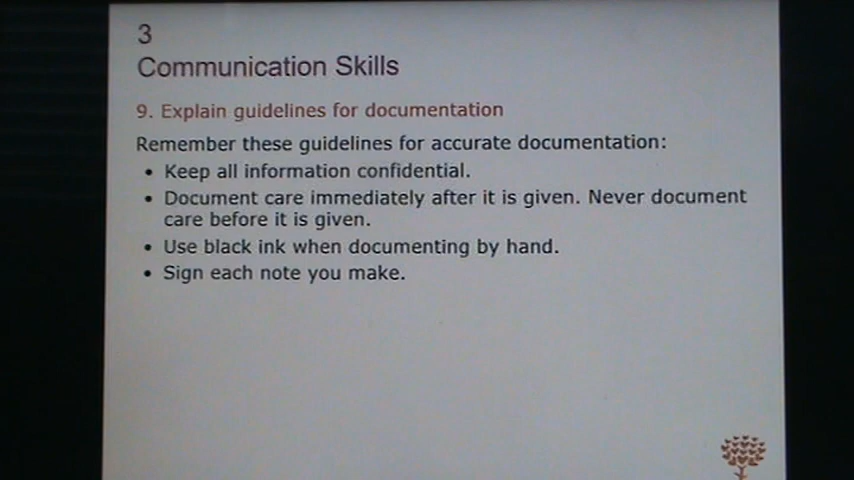 3
Communication Skills
9. Explain guidelines for documentation
Remember these guidelines for accurate documentation:
• Keep all information confidential.
• Document care immediately after it is given. Never document
care before it is given.
• Use black ink when documenting by hand.
• Sign each note you make.